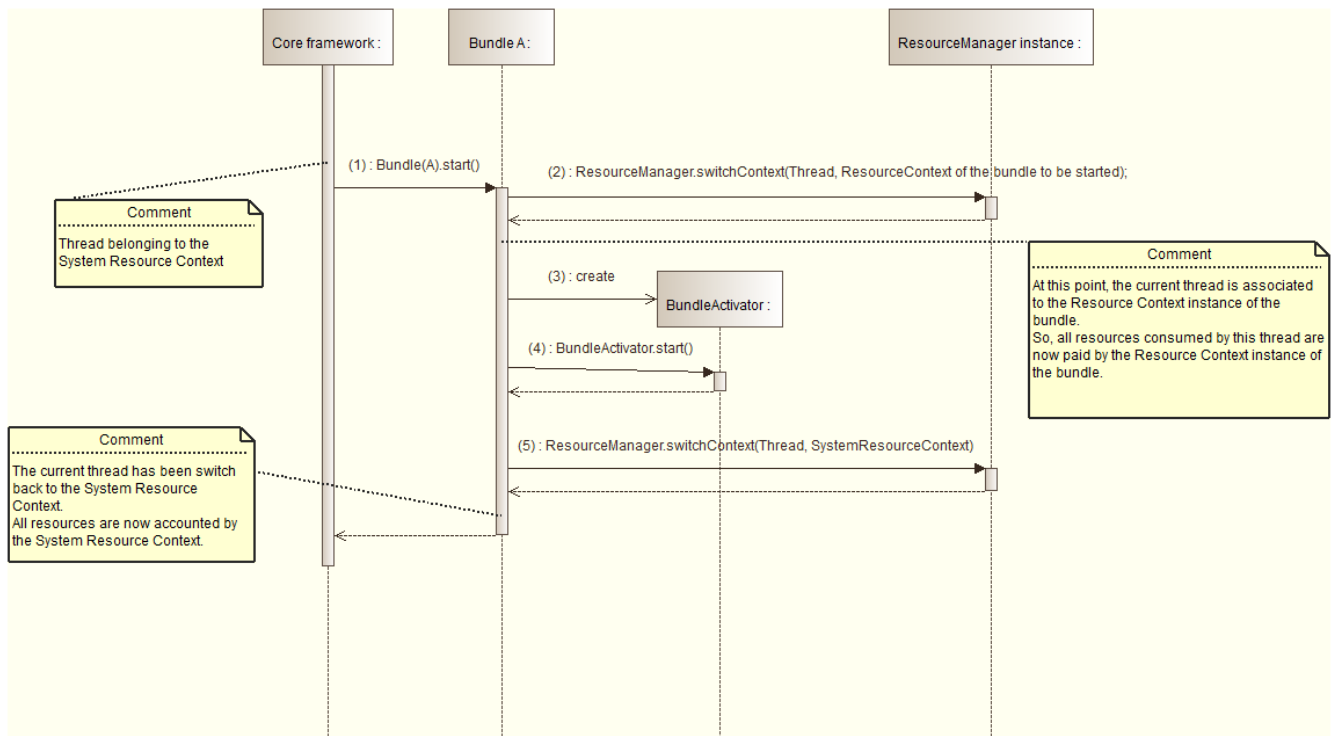 Core framework :
Bundle A:
ResourceManager instance :
(1) : Bundle(A).start()
(2) : ResourceManager.switchContext(Thread, ResourceContext of the bundle to be started);
Comment
Thread belonging to the
System Resource Context
Comment
At this point, the current thread is associated
to the Resource Context instance of the
bundle.
So, all resources consumed by this thread are
now paid by the Resource Context instance of
the bundle.
(3) : create
BundleActivator :
(4) : BundleActivator.start()
Comment
The current thread has been switch
back to the System Resource
Context.
All resources are now accounted by
the System Resource Context.
(5) : ResourceManager.switchContext(Thread, SystemResourceContext)